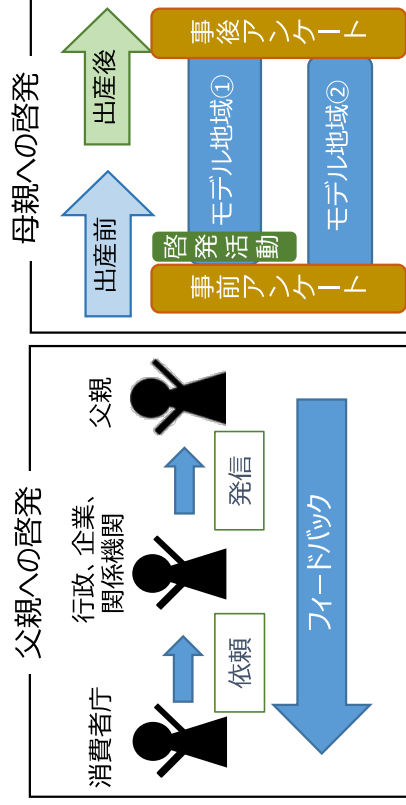 父親への啓発
消費者庁
行政、企業、
関係機関
父親
依頼
発信
フィードバック
母親への啓発
出産前
出産後
事前アンケート
啓発活動
モデル地域①
モデル地域②
事後アンケート